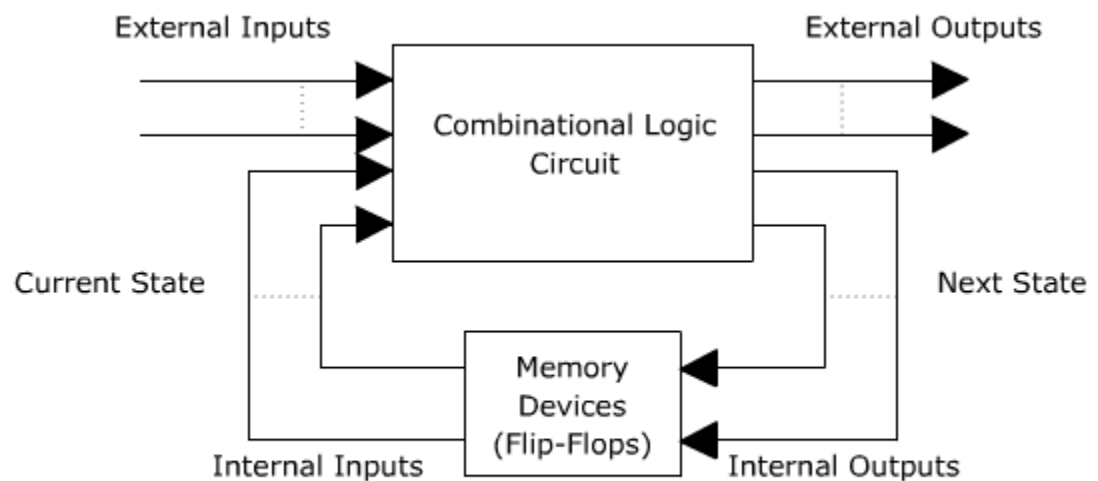 External Inputs
External Outputs
Combinational Logic
Circuit
Current State
Next State
Memory
Devices
(Flip-Flops)
Internal Inputs
Internal Outputs